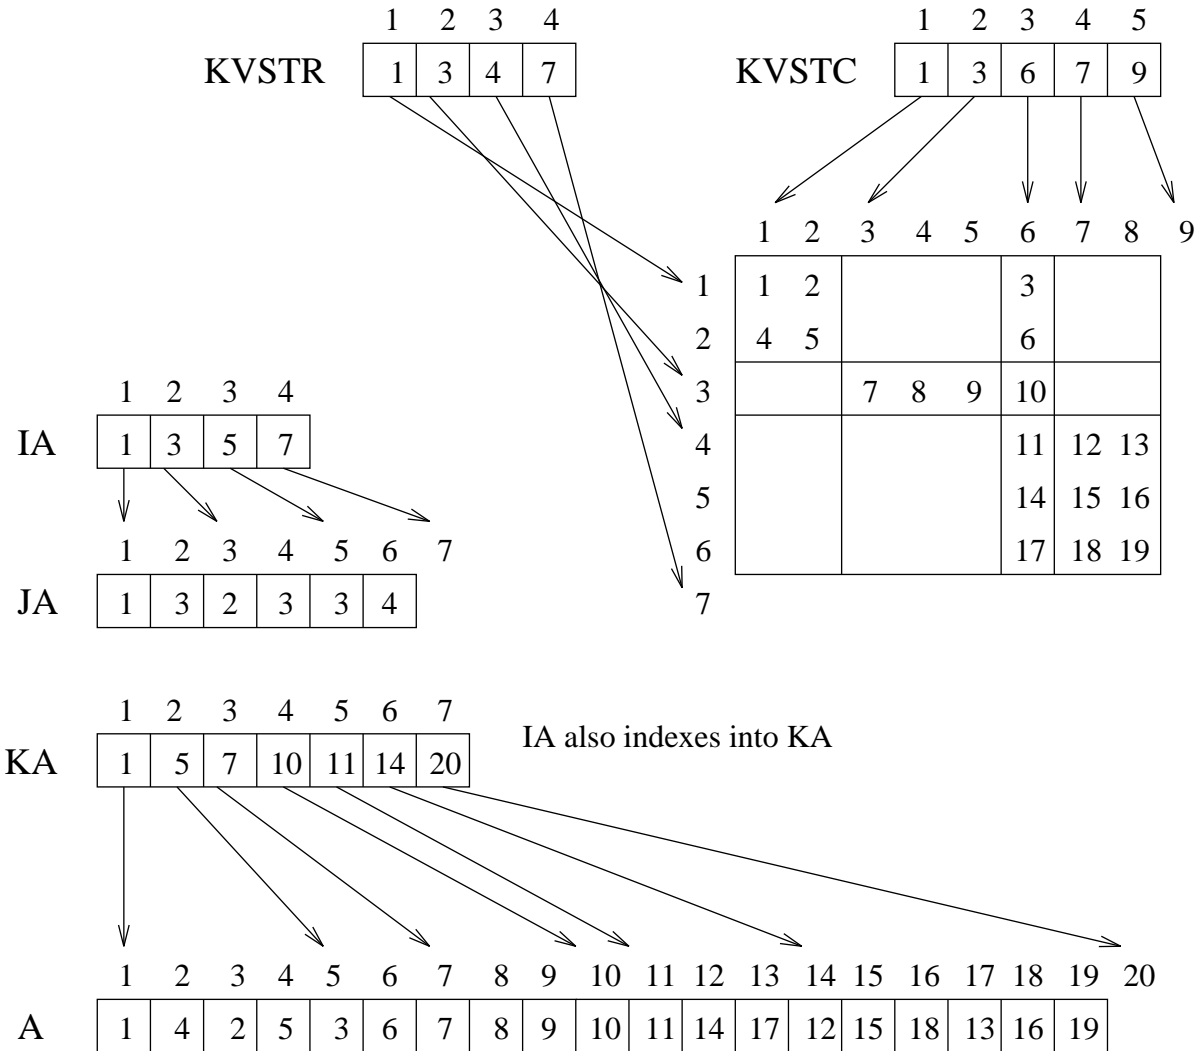 1 2 3 4
KVSTR 1 3 4 7
1 2 3 4 5
KVSTC 1 3 6 7 9
1 2 3 4 5 6 7 8 9
1 1 2 3
2 4 5 6
3 7 8 9 10
4 11 12 13
5 14 15 16
6 17 18 19
7
1 2 3 4
IA 1 3 5 7
1 2 3 4 5 6 7
JA 1 3 2 3 3 4
1 2 3 4 5 6 7
KA 1 5 7 10 11 14 20
IA also indexes into KA
1 2 3 4 5 6 7 8 9 10 11 12 13 14 15 16 17 18 19 20
A 1 4 2 5 3 6 7 8 9 10 11 14 17 12 15 18 13 16 19